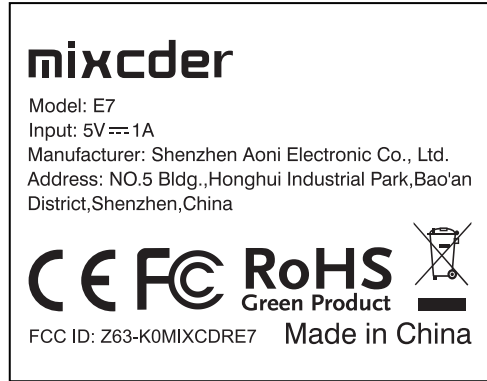 mixcder
Model: E7
Input: 5V⎓1A
Manufacturer: Shenzhen Aoni Electronic Co., Ltd.
Address: NO.5 Bldg.,Honghui Industrial Park,Bao'an
District,Shenzhen,China
CE FC RoHS
Green Product
FCC ID: Z63-K0MIXCDRE7 Made in China